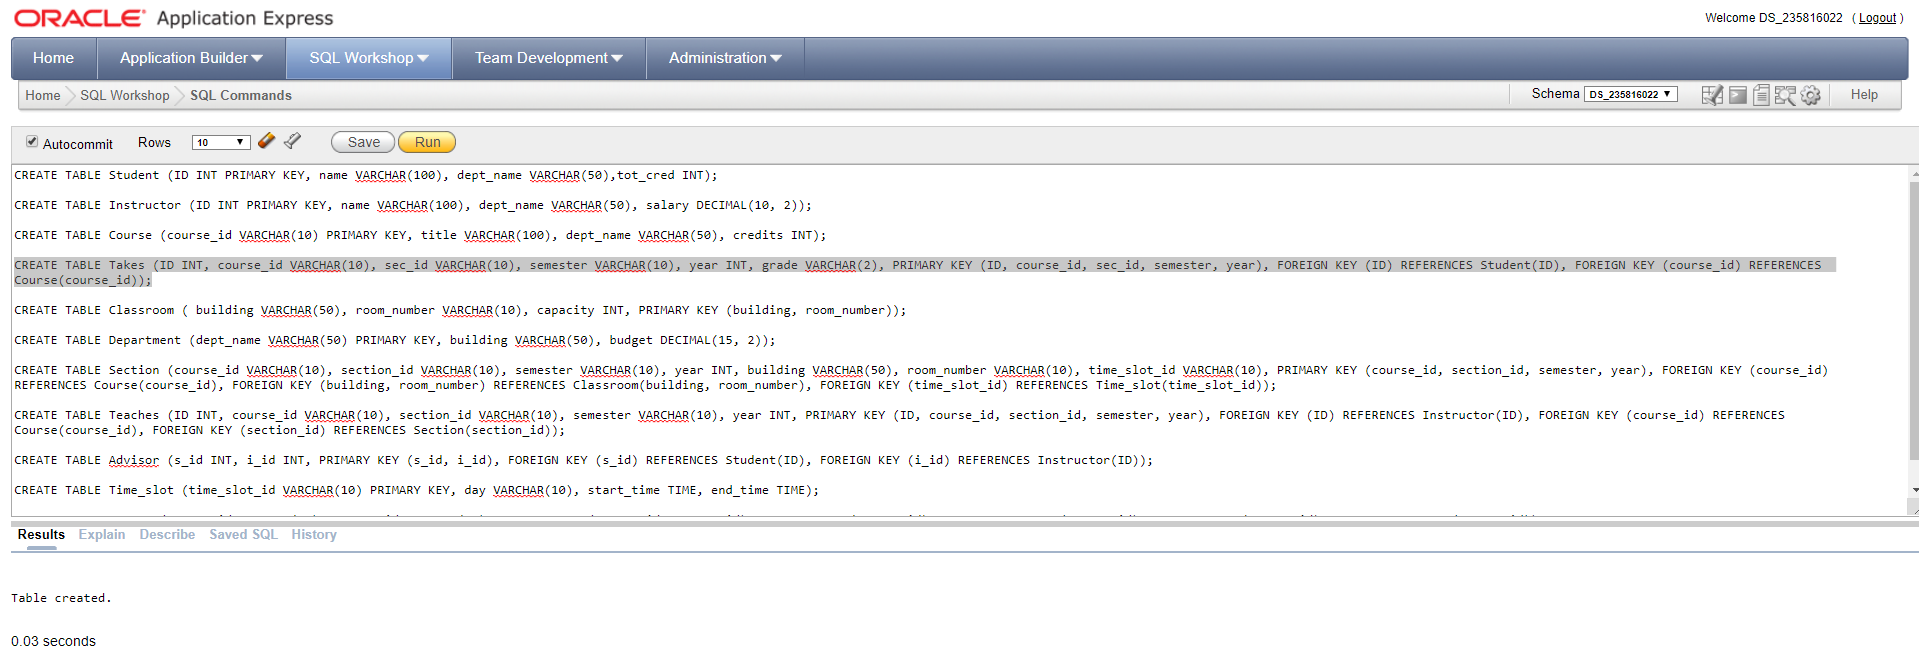 ORACLE Application Express
Welcome DS_235816022 ( Logout )
Home Application Builder SQL Workshop Team Development Administration
Home SQL Workshop SQL Commands
Schema DS_235816022 Help
Autocommit Rows 10 Save Run
CREATE TABLE Student (ID INT PRIMARY KEY, name VARCHAR(100), dept_name VARCHAR(50),tot_cred INT);
CREATE TABLE Instructor (ID INT PRIMARY KEY, name VARCHAR(100), dept_name VARCHAR(50), salary DECIMAL(10, 2));
CREATE TABLE Course (course_id VARCHAR(10) PRIMARY KEY, title VARCHAR(100), dept_name VARCHAR(50), credits INT);
CREATE TABLE Takes (ID INT, course_id VARCHAR(10), sec_id VARCHAR(10), semester VARCHAR(10), year INT, grade VARCHAR(2), PRIMARY KEY (ID, course_id, sec_id, semester, year), FOREIGN KEY (ID) REFERENCES Student(ID), FOREIGN KEY (course_id) REFERENCES
Course(course_id));
CREATE TABLE Classroom ( building VARCHAR(50), room_number VARCHAR(10), capacity INT, PRIMARY KEY (building, room_number));
CREATE TABLE Department (dept_name VARCHAR(50) PRIMARY KEY, building VARCHAR(50), budget DECIMAL(15, 2));
CREATE TABLE Section (course_id VARCHAR(10), section_id VARCHAR(10), semester VARCHAR(10), year INT, building VARCHAR(50), room_number VARCHAR(10), time_slot_id VARCHAR(10), PRIMARY KEY (course_id, section_id, semester, year), FOREIGN KEY (course_id)
REFERENCES Course(course_id), FOREIGN KEY (building, room_number) REFERENCES Classroom(building, room_number), FOREIGN KEY (time_slot_id) REFERENCES Time_slot(time_slot_id));
CREATE TABLE Teaches (ID INT, course_id VARCHAR(10), section_id VARCHAR(10), semester VARCHAR(10), year INT, PRIMARY KEY (ID, course_id, section_id, semester, year), FOREIGN KEY (ID) REFERENCES Instructor(ID), FOREIGN KEY (course_id) REFERENCES
Course(course_id), FOREIGN KEY (section_id) REFERENCES Section(section_id));
CREATE TABLE Advisor (s_id INT, i_id INT, PRIMARY KEY (s_id, i_id), FOREIGN KEY (s_id) REFERENCES Student(ID), FOREIGN KEY (i_id) REFERENCES Instructor(ID));
CREATE TABLE Time_slot (time_slot_id VARCHAR(10) PRIMARY KEY, day VARCHAR(10), start_time TIME, end_time TIME);
Results Explain Describe Saved SQL History
Table created.
0.03 seconds